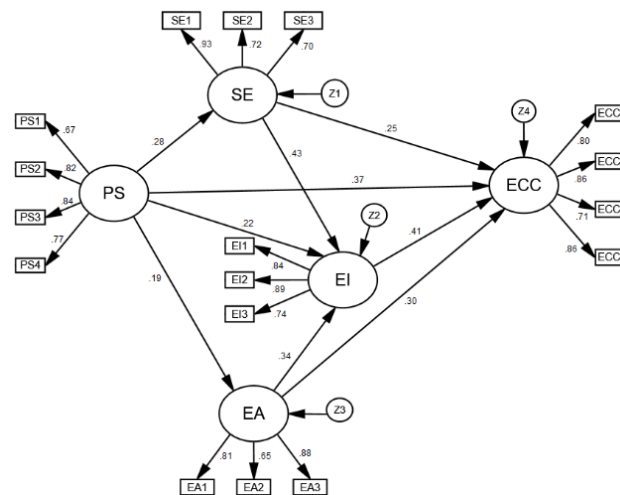 SE1
SE2
SE3
.93
.72
.70
SE
Z1
Z4
PS1
.67
.28
.25
ECC
.80
PS2
.82
.43
ECC
.86
PS
.37
ECC
PS3
.84
ECC
.71
.22
Z2
PS4
.77
EI1
.84
.41
.86
ECC
EI2
.89
EI
.19
EI3
.74
.30
.34
EA
Z3
.81
.65
.88
EA1
EA2
EA3